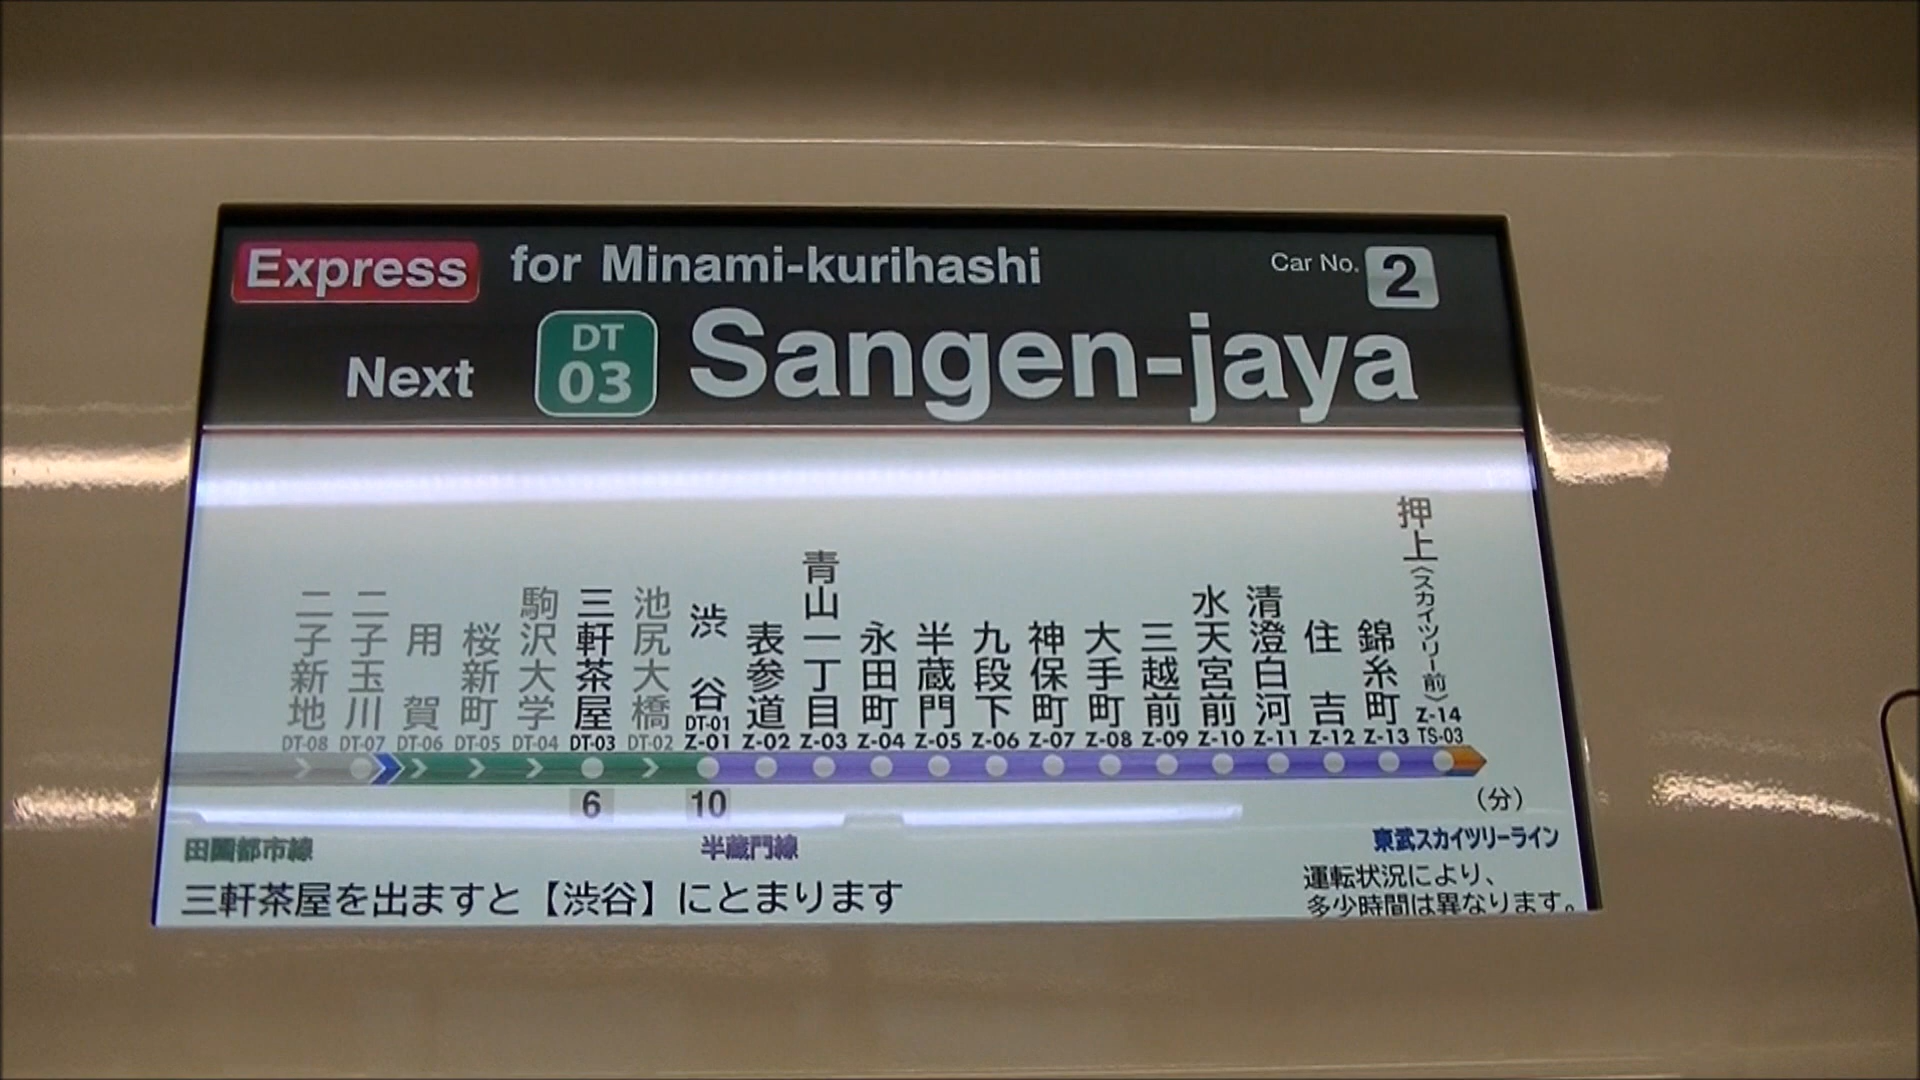 Express for Minami-kurihashi Car No. 2
Next DT 03 Sangen-jaya
二子新地 二子玉川 用賀 桜新町 駒沢大学 三軒茶屋 池尻大橋 渋谷 表参道 青山一丁目 永田町 半蔵門 九段下 神保町 大手町 三越前 水天宮前 清澄白河 住吉 錦糸町 押上〈スカイツリー前〉
DT-01 Z-14
DT-08 DT-07 DT-06 DT-05 DT-04 DT-03 DT-02 Z-01 Z-02 Z-03 Z-04 Z-05 Z-06 Z-07 Z-08 Z-09 Z-10 Z-11 Z-12 Z-13 TS-03
6 10 (分)
田園都市線 半蔵門線 東武スカイツリーライン
三軒茶屋を出ますと【渋谷】にとまります
運転状況により、
多少時間は異なります。